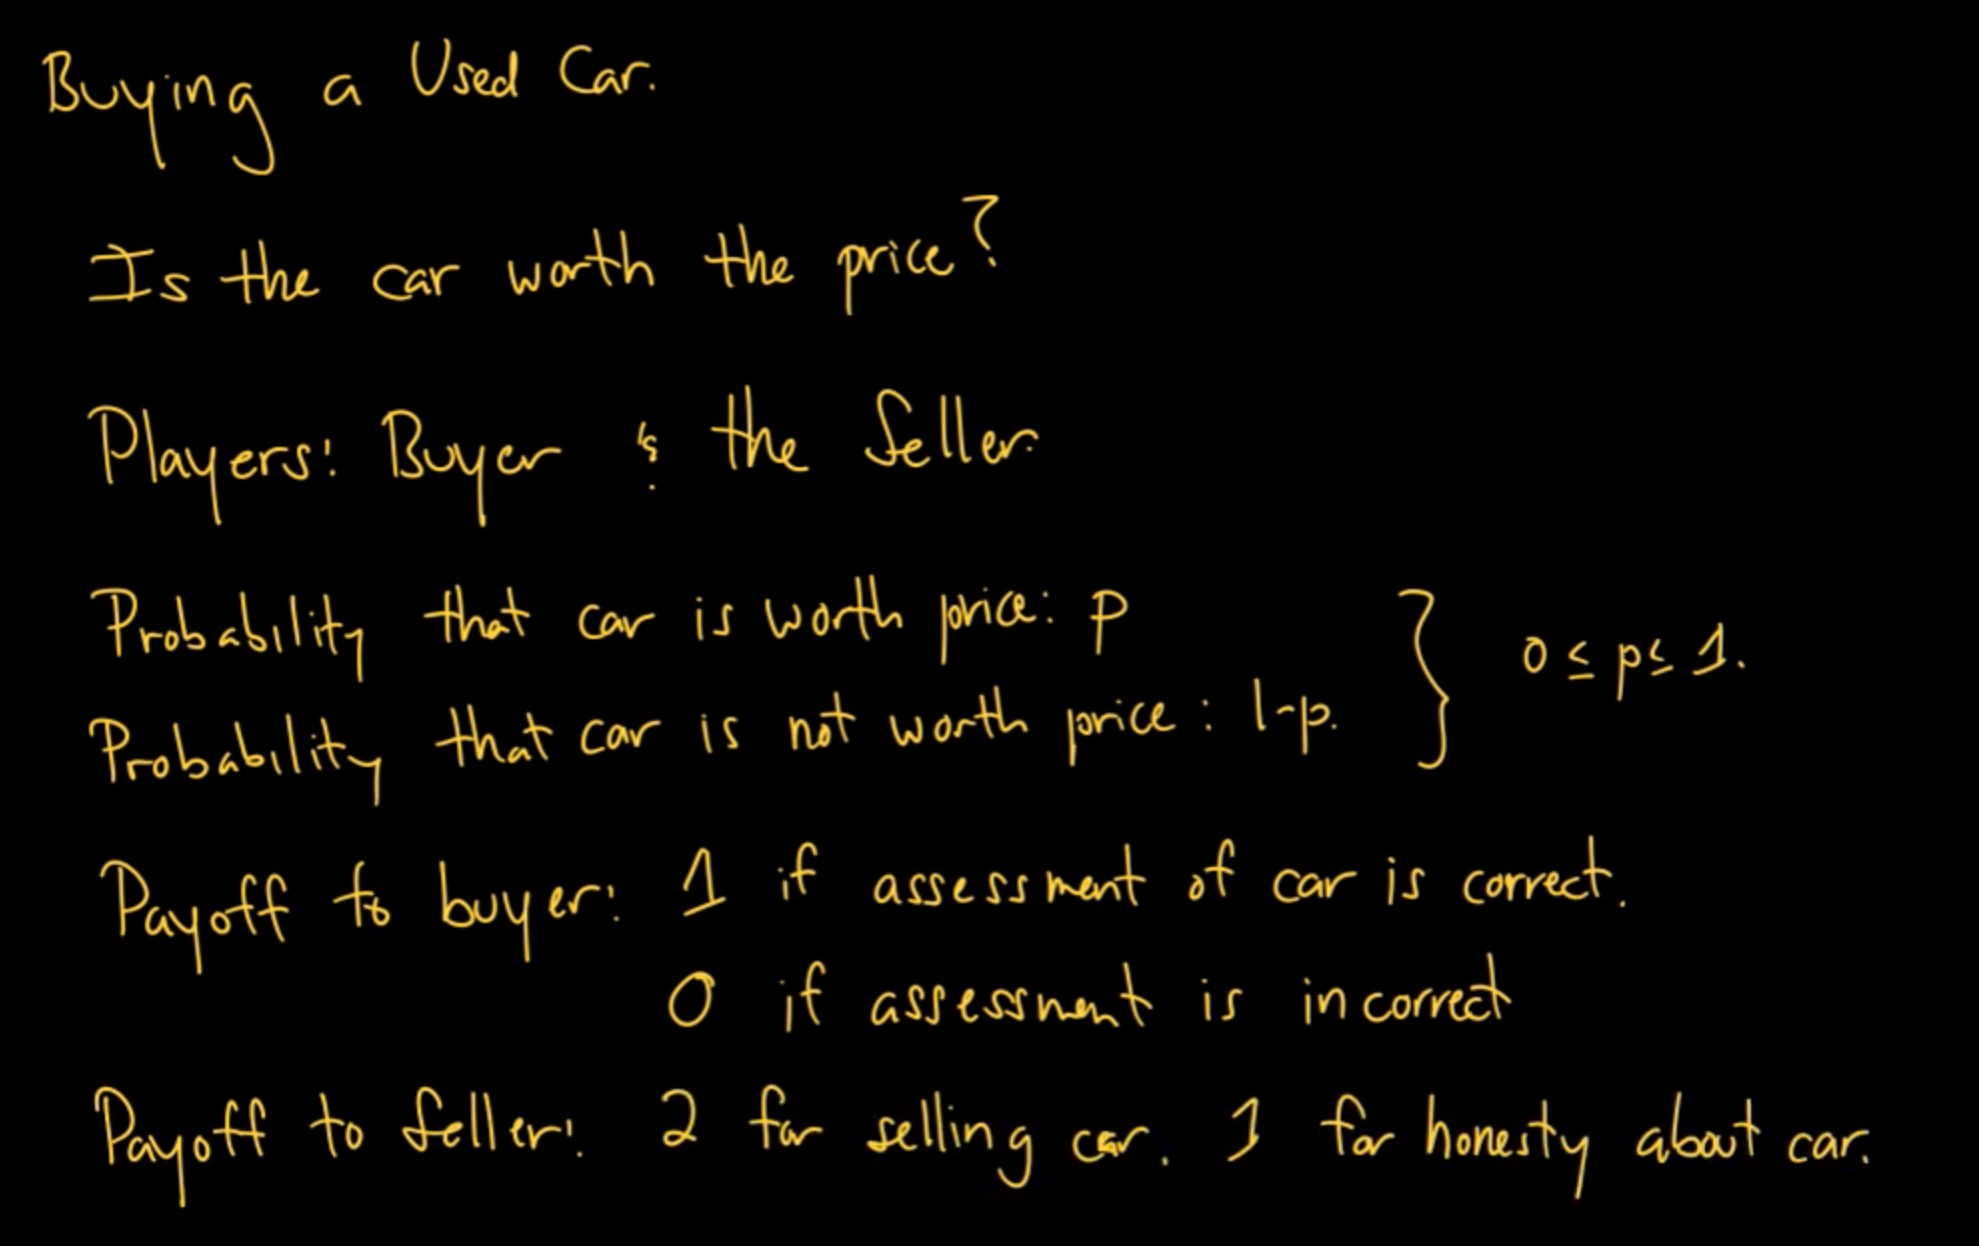 Buying a Used Car.
Is the car worth the price?
Players: Buyer & the Seller.
Probability that car is worth price: p
Probability that car is not worth price: 1-p. } 0 ≤ p ≤ 1.
Payoff to buyer: 1 if assessment of car is correct.
0 if assessment is incorrect
Payoff to Seller: 2 for selling car. 1 for honesty about car.